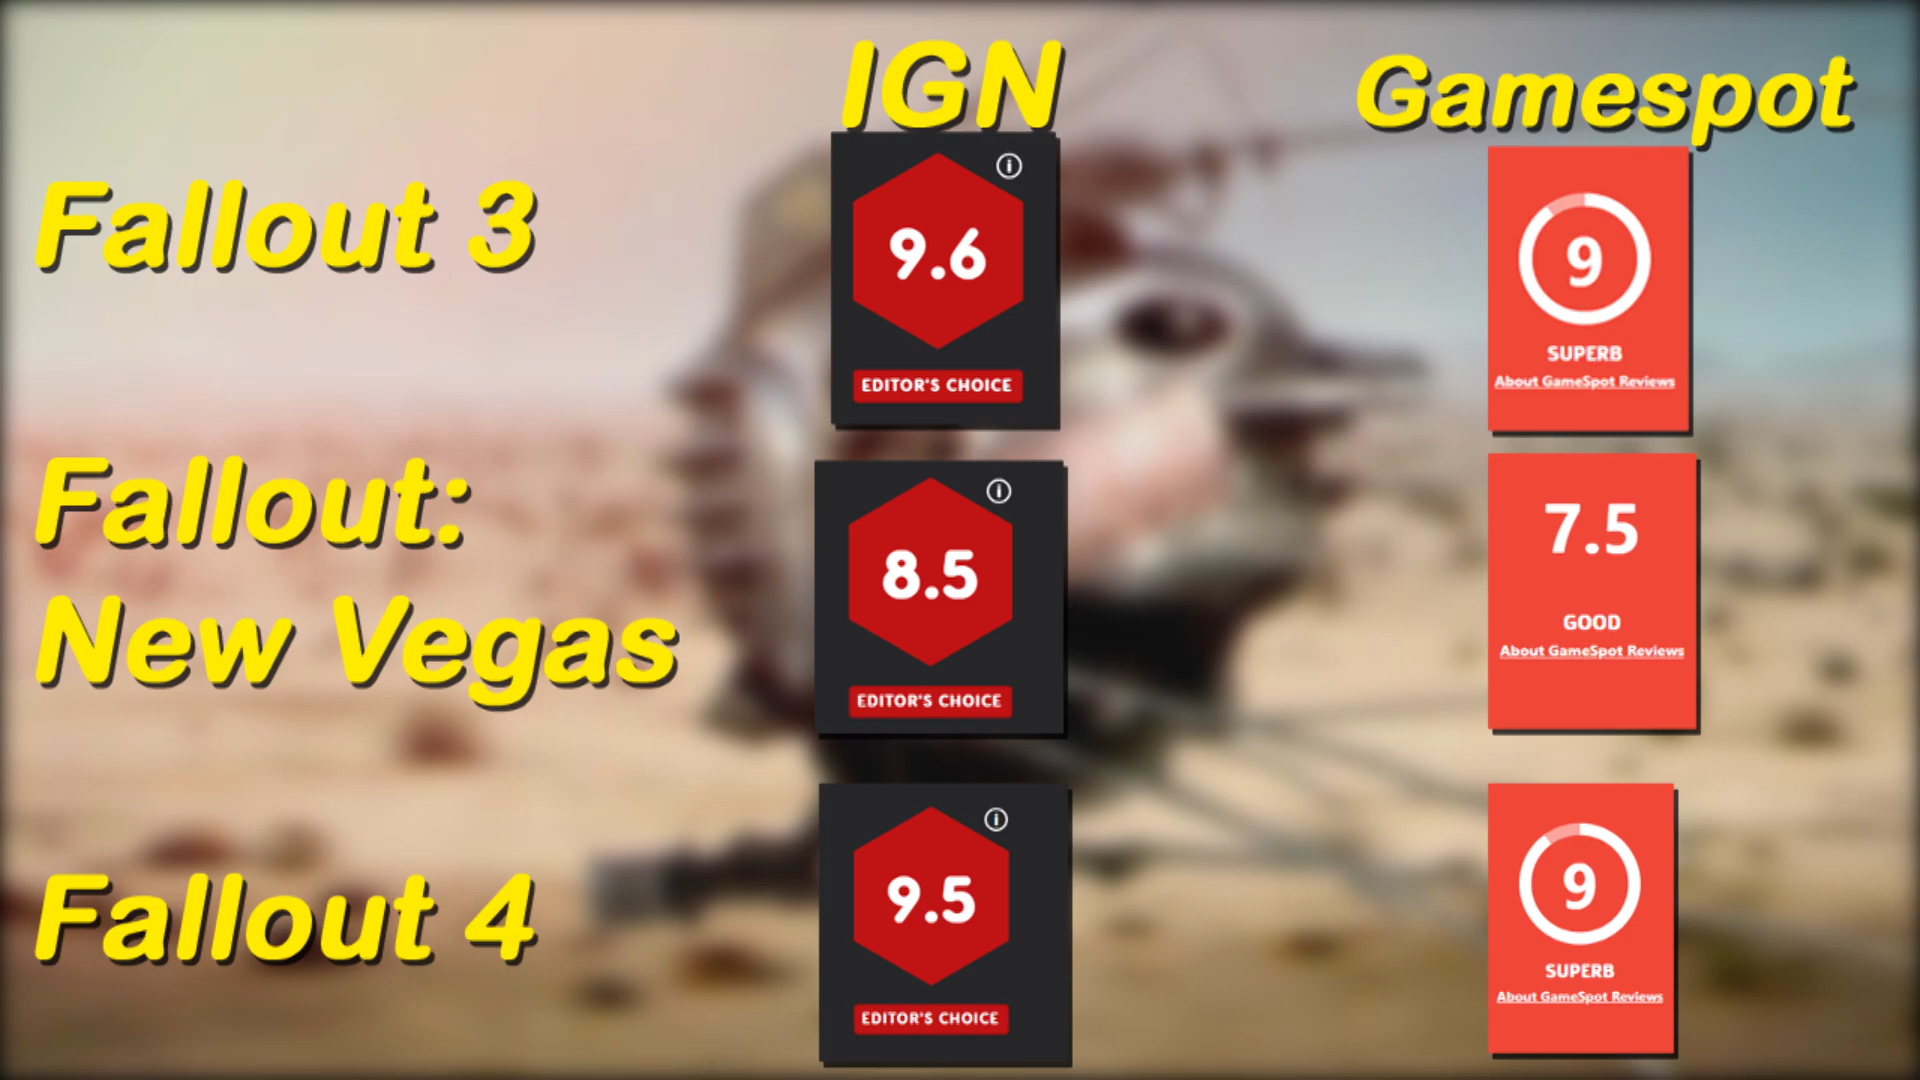 IGN
Gamespot
Fallout 3
9.6
EDITOR'S CHOICE
9
SUPERB
About GameSpot Reviews
Fallout:
New Vegas
8.5
EDITOR'S CHOICE
7.5
GOOD
About GameSpot Reviews
Fallout 4
9.5
EDITOR'S CHOICE
9
SUPERB
About GameSpot Reviews